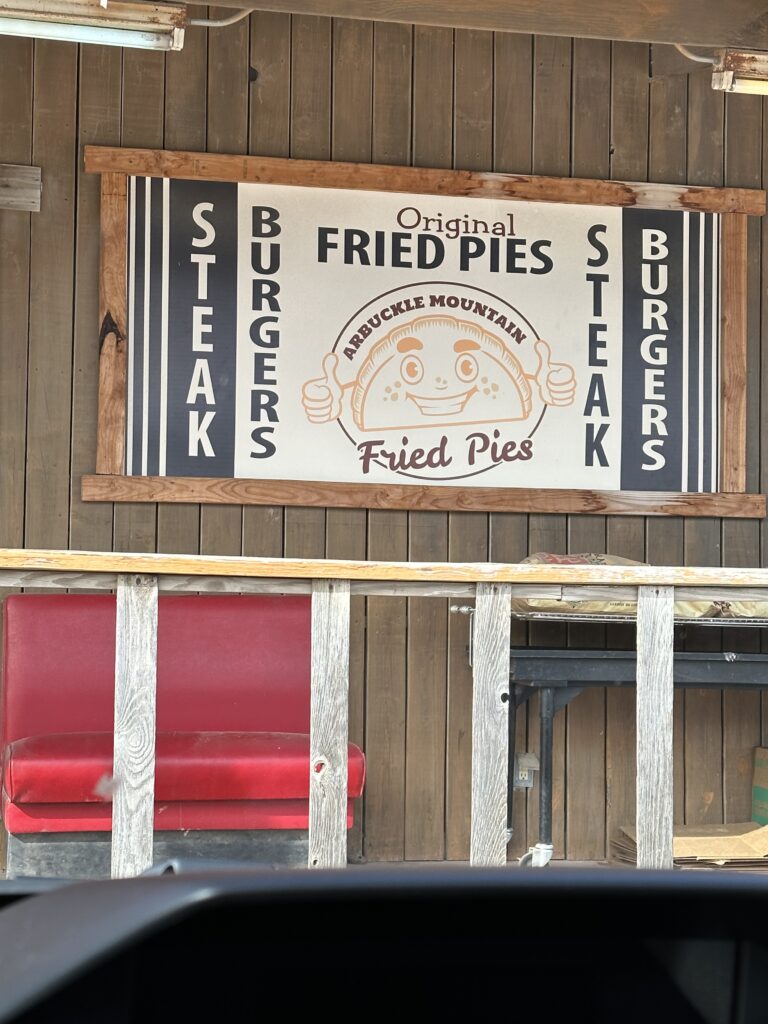 STEAK
BURGERS
Original
FRIED PIES
ARBUCKLE MOUNTAIN
Fried Pies
STEAK
BURGERS